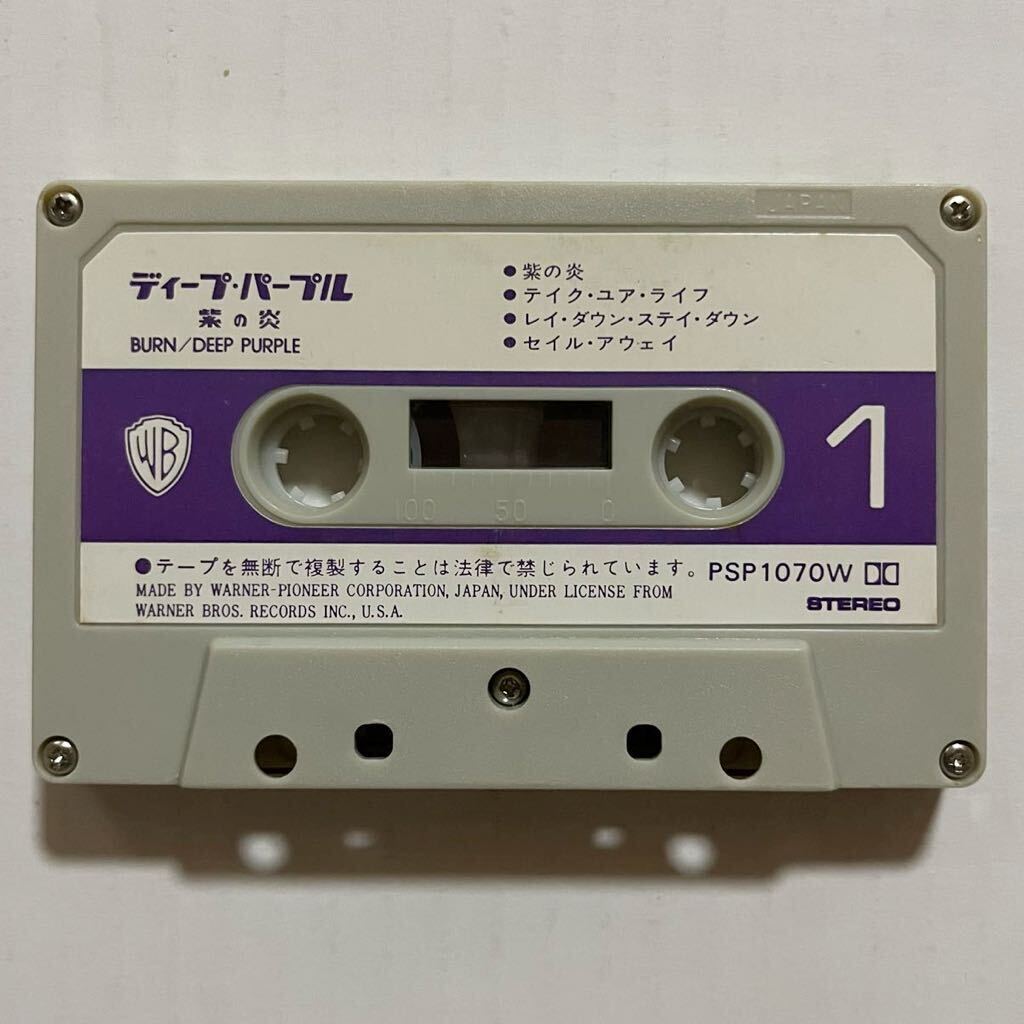 JAPAN
ディープ・パープル
紫の炎
BURN/DEEP PURPLE
●紫の炎
●テイク・ユア・ライフ
●レイ・ダウン・ステイ・ダウン
●セイル・アウェイ
WB
1
100 50 0
●テープを無断で複製することは法律で禁じられています。 PSP1070W
MADE BY WARNER-PIONEER CORPORATION, JAPAN, UNDER LICENSE FROM
WARNER BROS. RECORDS INC., U.S.A.
STEREO